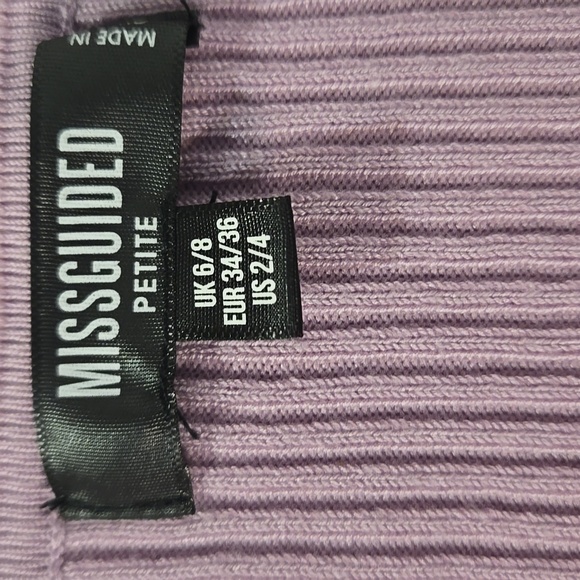 MISSGUIDED
PETITE
MADE IN
UK 6/8
EUR 34/36
US 2/4